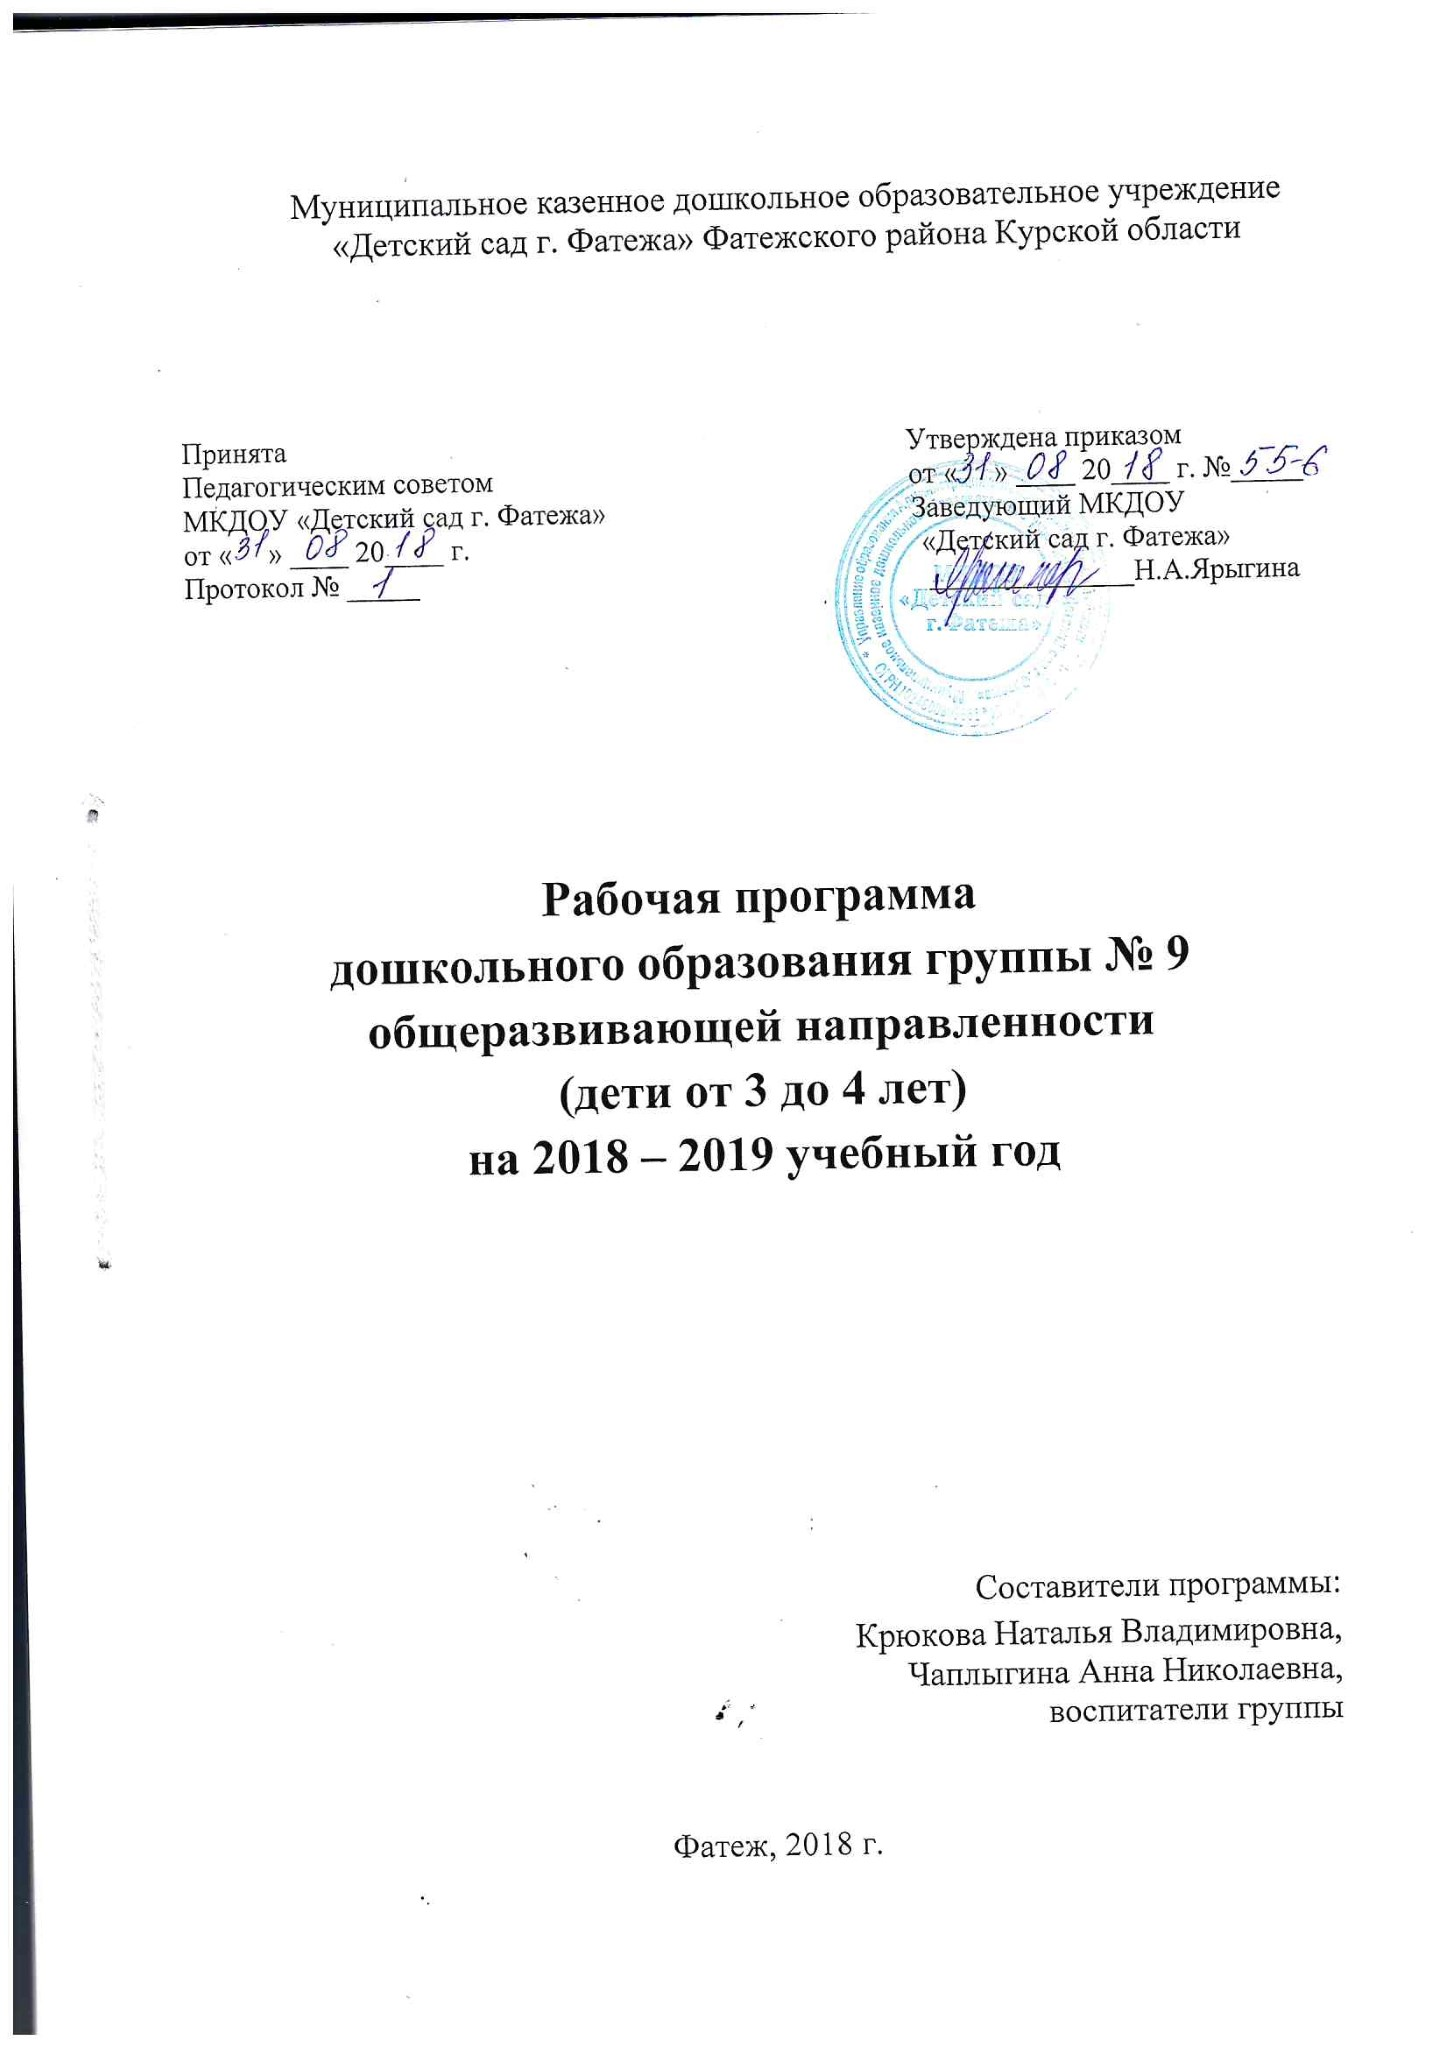 Муниципальное казенное дошкольное образовательное учреждение
«Детский сад г. Фатежа» Фатежского района Курской области
Принята
Педагогическим советом
МКДОУ «Детский сад г. Фатежа»
от «31» 08 2018 г.
Протокол № 1
Утверждена приказом
от «31» 08 2018 г. № 55-6
Заведующий МКДОУ
«Детский сад г. Фатежа»
Н.А.Ярыгина
«Детский сад
г. Фатежа»
Рабочая программа
дошкольного образования группы № 9
общеразвивающей направленности
(дети от 3 до 4 лет)
на 2018 – 2019 учебный год
Составители программы:
Крюкова Наталья Владимировна,
Чаплыгина Анна Николаевна,
воспитатели группы
Фатеж, 2018 г.